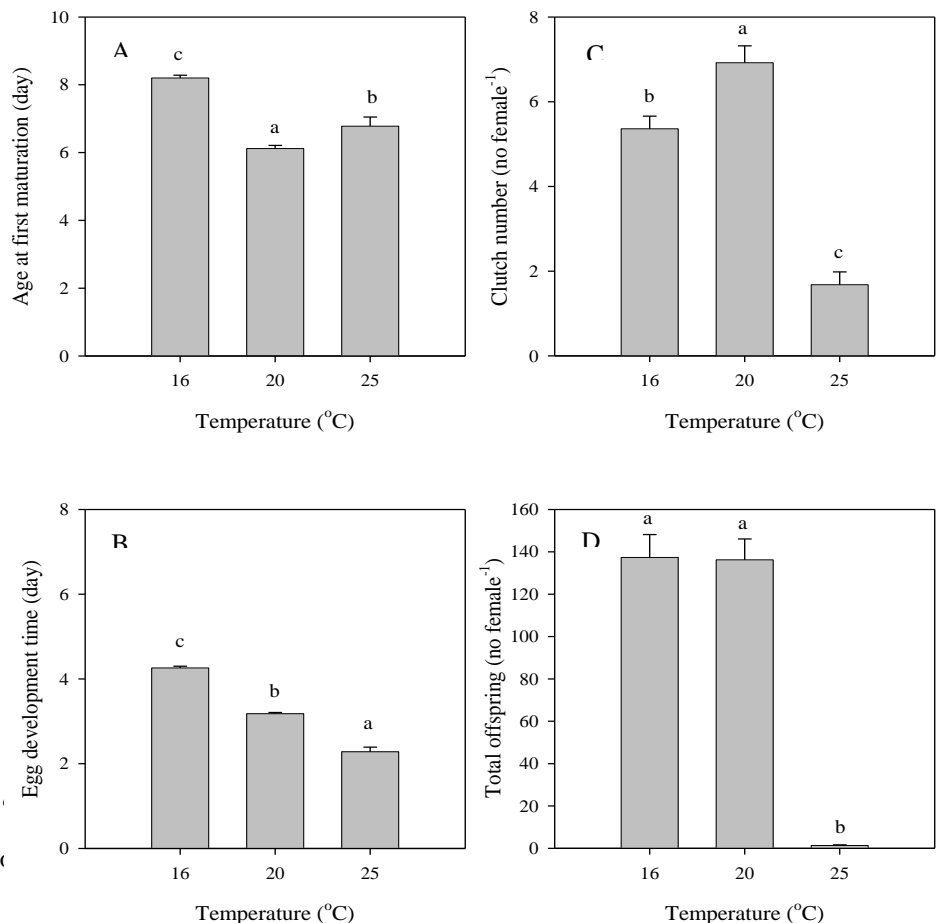 A
10
8
6
4
2
0
c
a
b
Age at first maturation (day)
16 20 25
Temperature (°C)
C
8
6
4
2
0
b
a
c
Clutch number (no female⁻¹)
16 20 25
Temperature (°C)
B
8
6
4
2
0
c
b
a
Egg development time (day)
16 20 25
Temperature (°C)
D
160
140
120
100
80
60
40
20
0
a
a
b
Total offspring (no female⁻¹)
16 20 25
Temperature (°C)